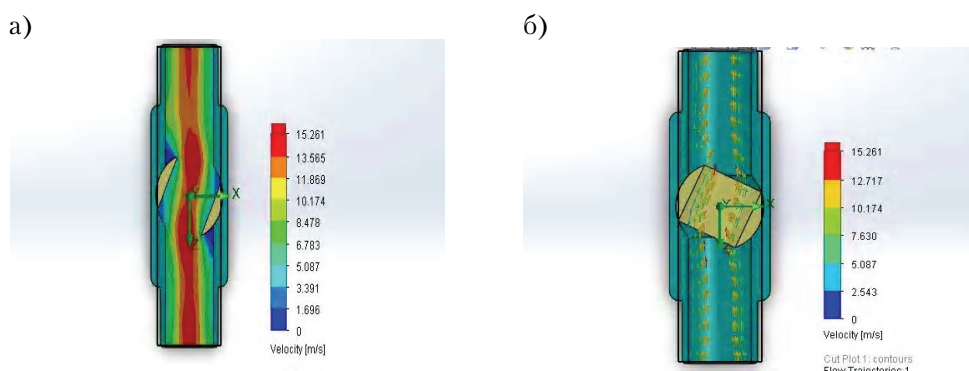 а)
б)
X
Z
15.261
13.565
11.869
10.174
8.478
6.783
5.087
3.391
1.696
0
Velocity [m/s]
Y
X
Z
15.261
12.717
10.174
7.630
5.087
2.543
0
Velocity [m/s]
Cut Plot 1: contours
Flow Trajectories 1